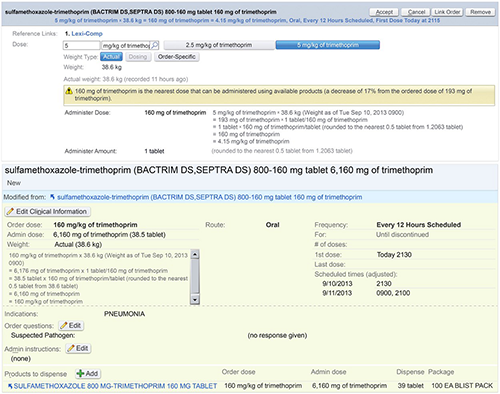 sulfamethoxazole-trimethoprim (BACTRIM DS,SEPTRA DS) 800-160 mg tablet 160 mg of trimethoprim
Accept Cancel Link Order Remove
5 mg/kg of trimethoprim × 38.6 kg = 160 mg of trimethoprim = 4.15 mg/kg of trimethoprim, Oral, Every 12 Hours Scheduled, First Dose Today at 2115
Reference Links: 1. Lexi-Comp
Dose: 5 mg/kg of trimethop 2.5 mg/kg of trimethoprim 5 mg/kg of trimethoprim
Weight Type: Actual Dosing Order-Specific
Weight: 38.6 kg
Actual weight: 38.6 kg (recorded 11 hours ago)
160 mg of trimethoprim is the nearest dose that can be administered using available products (a decrease of 17% from the ordered dose of 193 mg of
trimethoprim).
Administer Dose: 160 mg of trimethoprim 5 mg/kg of trimethoprim × 38.6 kg (Weight as of Tue Sep 10, 2013 0900)
= 193 mg of trimethoprim × 1 tablet/160 mg of trimethoprim
= 1 tablet × 160 mg of trimethoprim/tablet (rounded to the nearest 0.5 tablet from 1.2063 tablet)
= 160 mg of trimethoprim
= 4.15 mg/kg of trimethoprim
Administer Amount: 1 tablet (rounded to the nearest 0.5 tablet from 1.2063 tablet)
sulfamethoxazole-trimethoprim (BACTRIM DS,SEPTRA DS) 800-160 mg tablet 6,160 mg of trimethoprim
New
Modified from: sulfamethoxazole-trimethoprim (BACTRIM DS,SEPTRA DS) 800-160 mg tablet 160 mg of trimethoprim
Edit Clinical Information
Order dose: 160 mg/kg of trimethoprim Route: Oral Frequency: Every 12 Hours Scheduled
Admin dose: 6,160 mg of trimethoprim (38.5 tablet) For: Until discontinued
Weight: Actual (38.6 kg) # of doses:
160 mg/kg of trimethoprim x 38.6 kg (Weight as of Tue Sep 10, 2013 1st dose: Today 2130
0900) Last dose:
= 6,176 mg of trimethoprim x 1 tablet/160 mg of trimethoprim Scheduled times (adjusted):
= 38.5 tablet x 160 mg of trimethoprim/tablet (rounded to the nearest 9/10/2013 2130
0.5 tablet from 38.6 tablet) 9/11/2013 0900, 2100
= 6,160 mg of trimethoprim
= 160 mg/kg of trimethoprim
Indications: PNEUMONIA
Order questions: Edit
Suspected Pathogen: (no response given)
Admin instructions: Edit
(none)
Products to dispense Add Order dose Admin dose Dispense Package
SULFAMETHOXAZOLE 800 MG-TRIMETHOPRIM 160 MG TABLET 160 mg/kg of trimethoprim 6,160 mg of trimethoprim 39 tablet 100 EA BLIST PACK